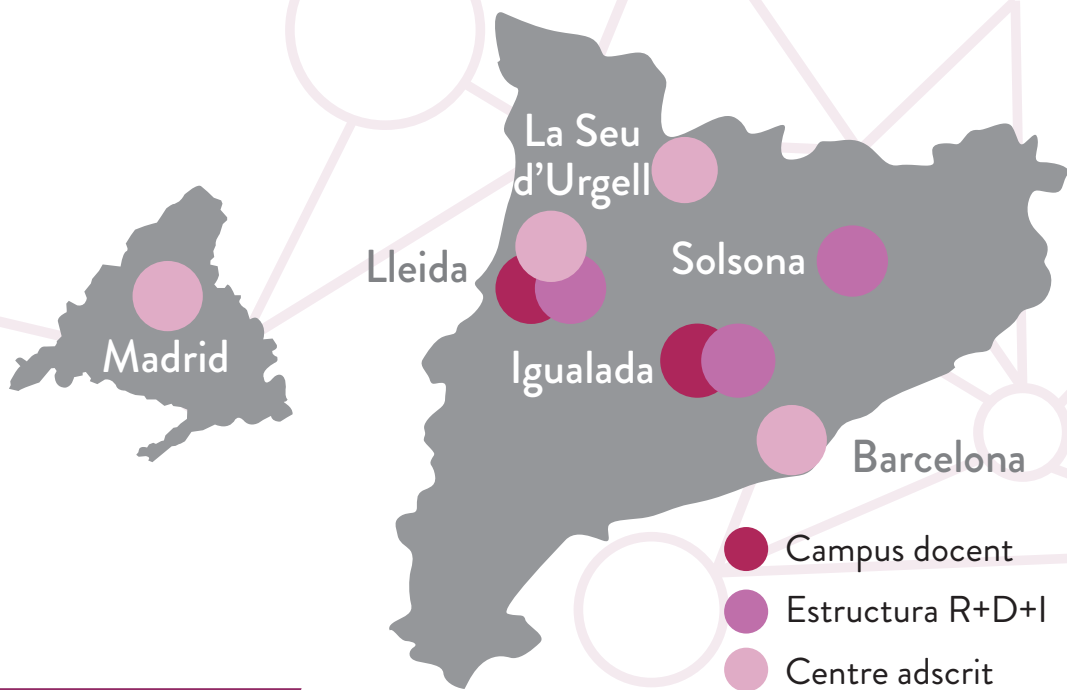 La Seu
d’Urgell
Lleida
Solsona
Madrid
Igualada
Barcelona
Campus docent
Estructura R+D+I
Centre adscrit